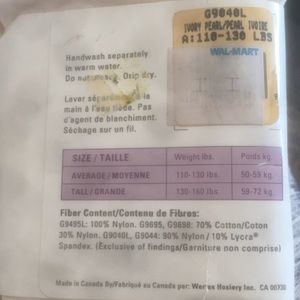 G9040L
IVORY PEARL/PEARL IVOIRE
A:110-130 LBS
WAL-MART
Handwash separately
in warm water.
Do not Drip dry.
Lever séparément à la
main à l'eau tiède. Pas
d'agent de blanchiment.
Séchage sur un fil.
SIZE / TAILLE Weight lbs. Poids kg.
AVERAGE / MOYENNE 110-130 lbs. 50-59 kg.
TALL / GRANDE 130-160 lbs. 59-72 kg.
Fiber Content/Contenu de Fibres:
G9495L: 100% Nylon. G9695, G9698: 70% Cotton/Coton
30% Nylon. G9040L, G9044: 90% Nylon / 10% Lycra®
Spandex. (Exclusive of findings/Garniture non comprise)
Made in Canada by/Fabriqué au Canada par: Hosiery Inc. CA 00730